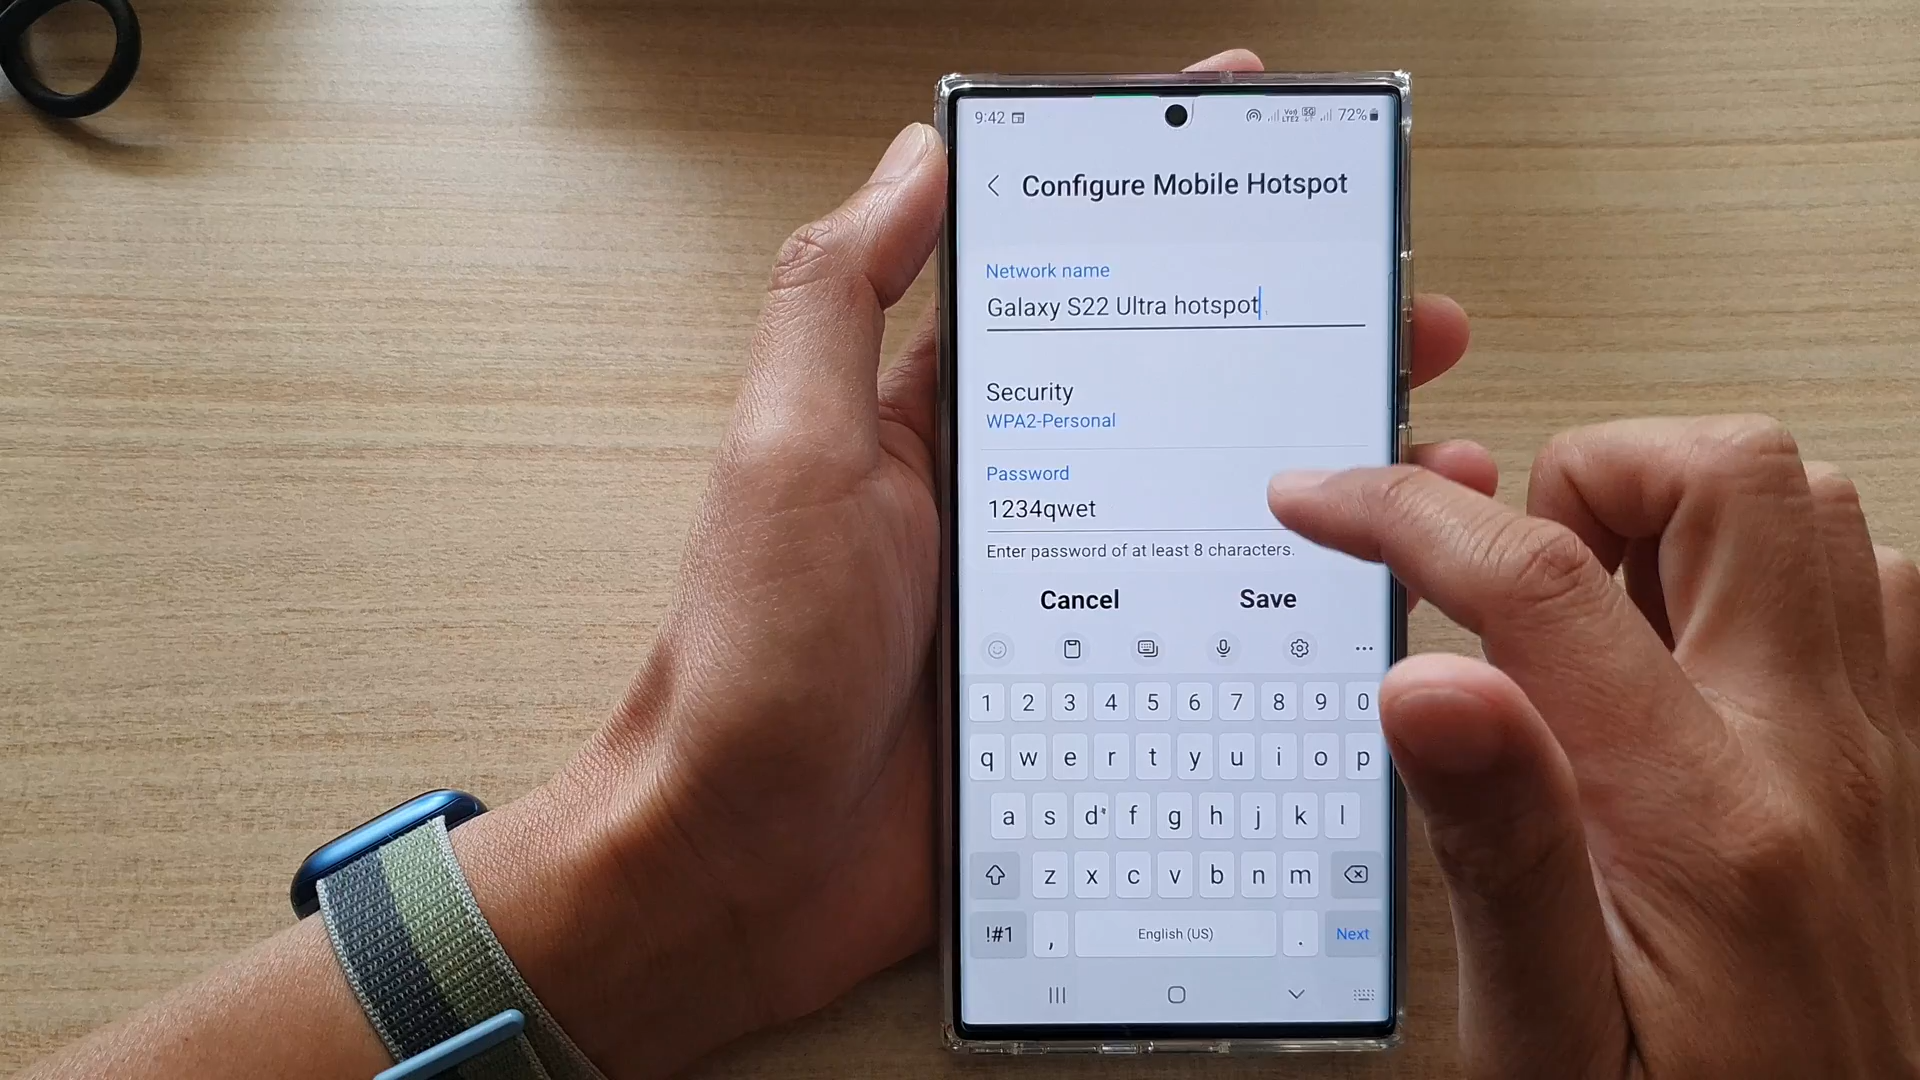 9:42
72%
Configure Mobile Hotspot
Network name
Galaxy S22 Ultra hotspot
Security
WPA2-Personal
Password
1234qwet
Enter password of at least 8 characters.
Cancel Save
1 2 3 4 5 6 7 8 9 0
q w e r t y u i o p
a s d f g h j k l
z x c v b n m
!#1 , English (US) . Next